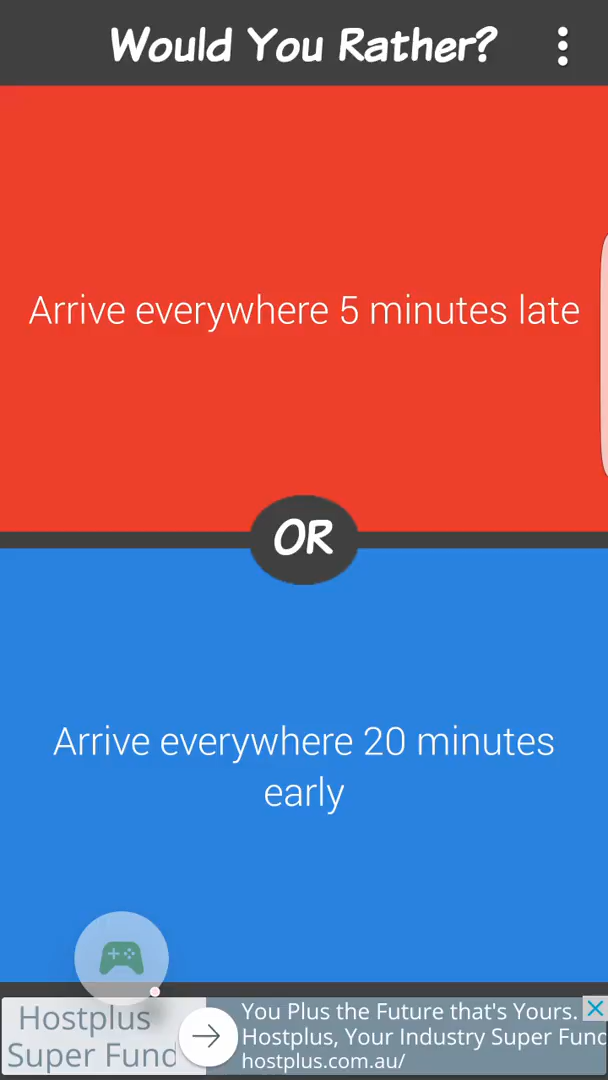 Would You Rather?
Arrive everywhere 5 minutes late
OR
Arrive everywhere 20 minutes
early
Hostplus
Super Fund
You Plus the Future that's Yours.
Hostplus, Your Industry Super Fund
hostplus.com.au/